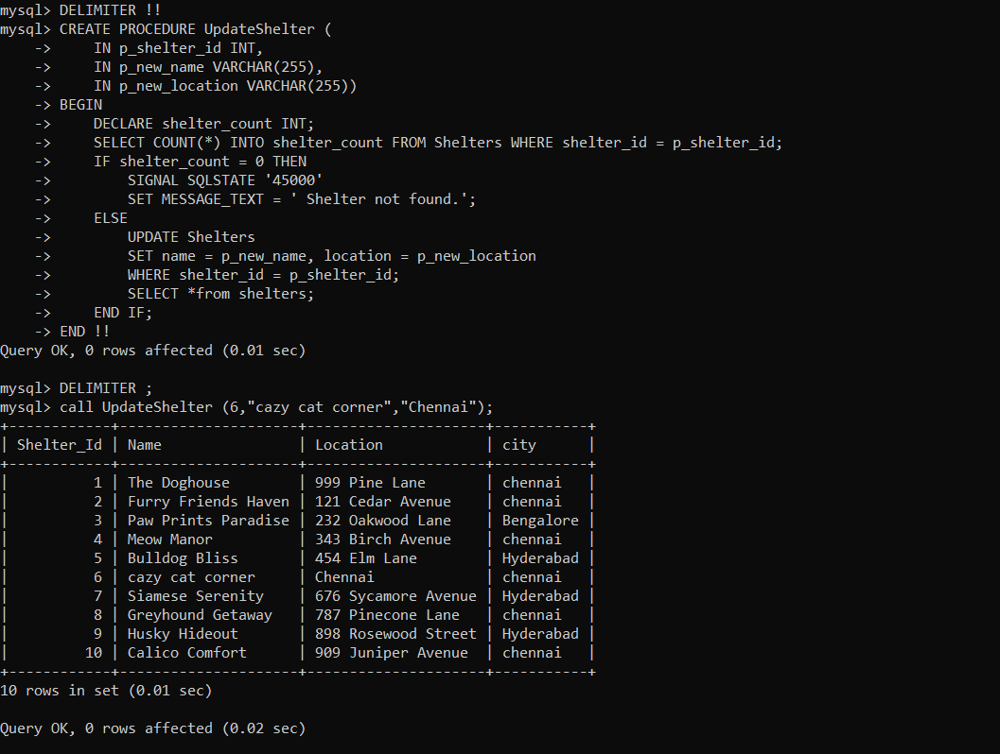 mysql> DELIMITER !!
mysql> CREATE PROCEDURE UpdateShelter (
    ->     IN p_shelter_id INT,
    ->     IN p_new_name VARCHAR(255),
    ->     IN p_new_location VARCHAR(255))
    -> BEGIN
    ->     DECLARE shelter_count INT;
    ->     SELECT COUNT(*) INTO shelter_count FROM Shelters WHERE shelter_id = p_shelter_id;
    ->     IF shelter_count = 0 THEN
    ->         SIGNAL SQLSTATE '45000'
    ->         SET MESSAGE_TEXT = ' Shelter not found.';
    ->     ELSE
    ->         UPDATE Shelters
    ->         SET name = p_new_name, location = p_new_location
    ->         WHERE shelter_id = p_shelter_id;
    ->         SELECT *from shelters;
    ->     END IF;
    -> END !!
Query OK, 0 rows affected (0.01 sec)

mysql> DELIMITER ;
mysql> call UpdateShelter (6,"cazy cat corner","Chennai");
+------------+---------------------+---------------------+-----------+
| Shelter_Id | Name                | Location            | city      |
+------------+---------------------+---------------------+-----------+
|          1 | The Doghouse        | 999 Pine Lane       | chennai   |
|          2 | Furry Friends Haven | 121 Cedar Avenue    | chennai   |
|          3 | Paw Prints Paradise | 232 Oakwood Lane    | Bengalore |
|          4 | Meow Manor          | 343 Birch Avenue    | chennai   |
|          5 | Bulldog Bliss       | 454 Elm Lane        | Hyderabad |
|          6 | cazy cat corner     | Chennai             | chennai   |
|          7 | Siamese Serenity    | 676 Sycamore Avenue | Hyderabad |
|          8 | Greyhound Getaway   | 787 Pinecone Lane   | chennai   |
|          9 | Husky Hideout       | 898 Rosewood Street | Hyderabad |
|         10 | Calico Comfort      | 909 Juniper Avenue  | chennai   |
+------------+---------------------+---------------------+-----------+
10 rows in set (0.01 sec)

Query OK, 0 rows affected (0.02 sec)